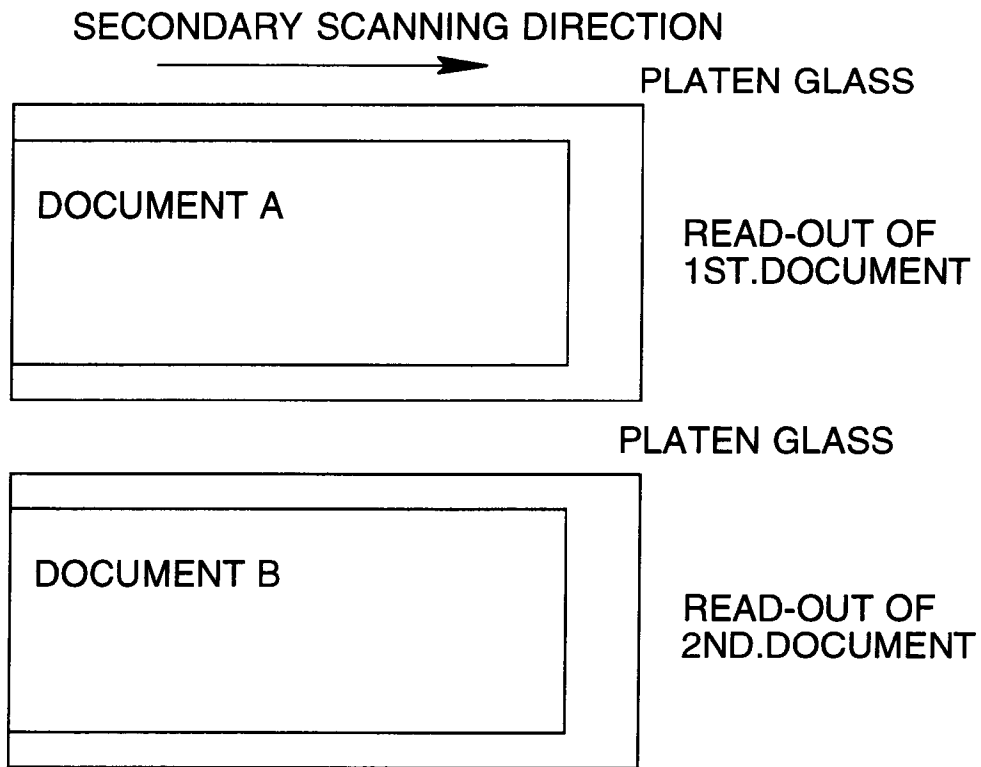 SECONDARY SCANNING DIRECTION
PLATEN GLASS
DOCUMENT A
READ-OUT OF
1ST.DOCUMENT
PLATEN GLASS
DOCUMENT B
READ-OUT OF
2ND.DOCUMENT